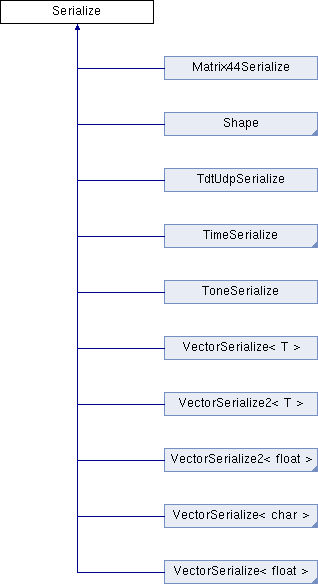 Serialize
Matrix44Serialize
Shape
TdtUdpSerialize
TimeSerialize
ToneSerialize
VectorSerialize< T >
VectorSerialize2< T >
VectorSerialize2< float >
VectorSerialize< char >
VectorSerialize< float >